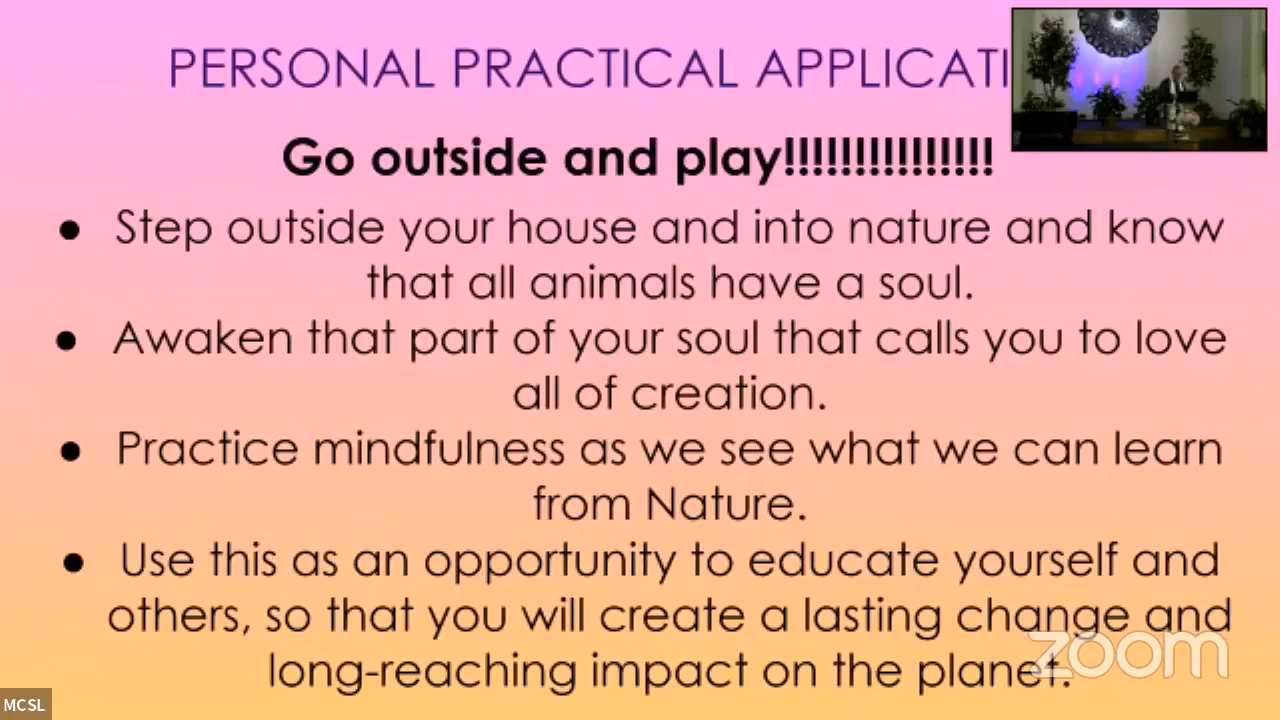 PERSONAL PRACTICAL APPLICATI
Go outside and play!!!!!!!!!!!!!!!
● Step outside your house and into nature and know
that all animals have a soul.
● Awaken that part of your soul that calls you to love
all of creation.
● Practice mindfulness as we see what we can learn
from Nature.
● Use this as an opportunity to educate yourself and
others, so that you will create a lasting change and
long-reaching impact on the planet.
zoom
MCSL